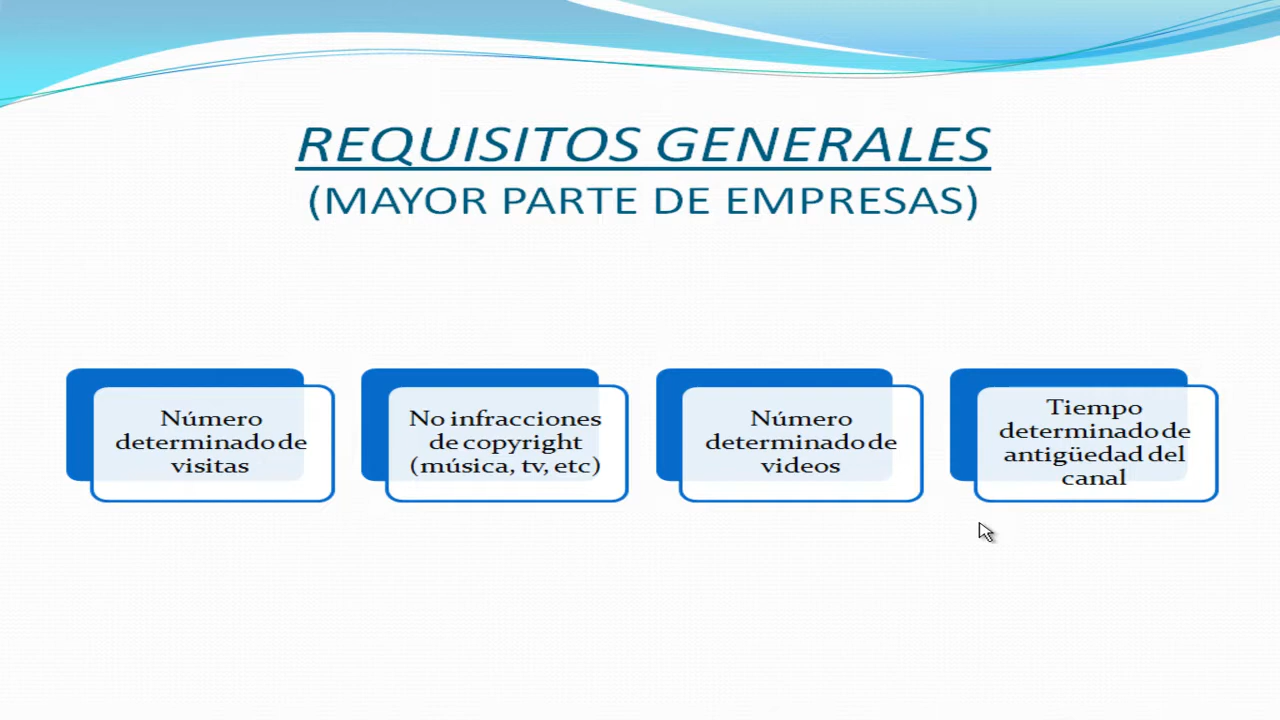 REQUISITOS GENERALES
(MAYOR PARTE DE EMPRESAS)
Número
determinado de
visitas
No infracciones
de copyright
(música, tv, etc)
Número
determinado de
videos
Tiempo
determinado de
antigüedad del
canal